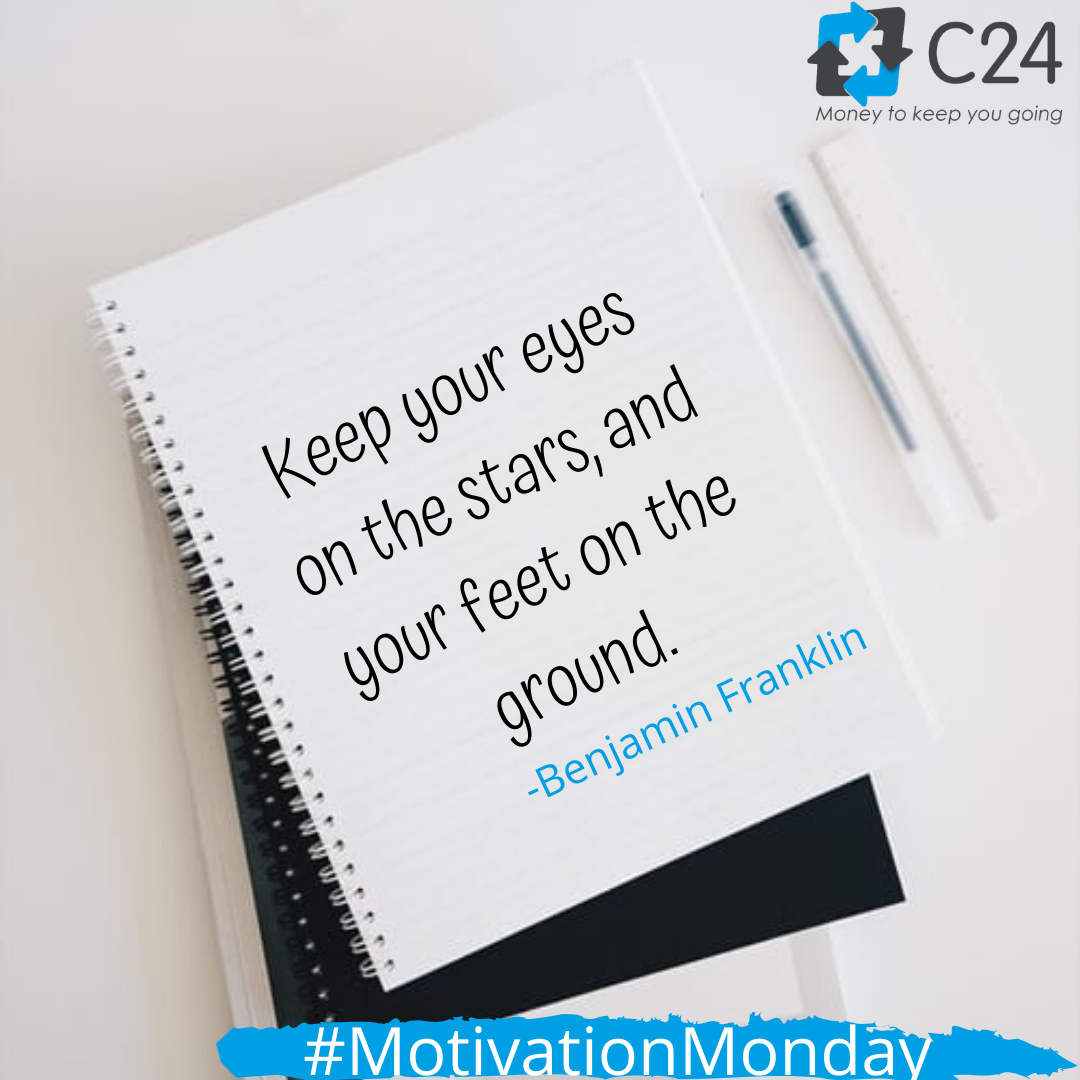 C24
Money to keep you going
Keep your eyes
on the stars, and
your feet on the
ground.
-Benjamin Franklin
#MotivationMonday